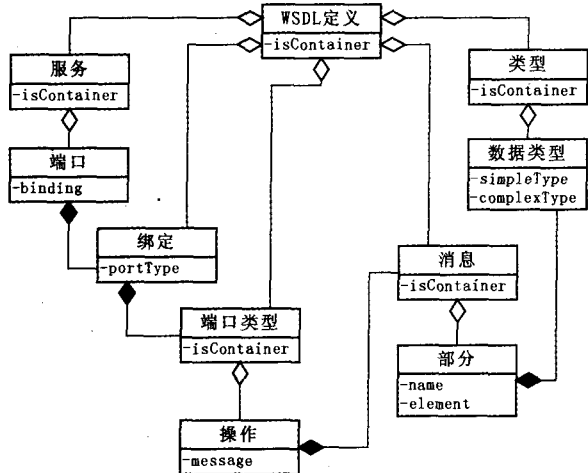 WSDL定义
-isContainer
服务
-isContainer
类型
-isContainer
端口
-binding
数据类型
-simpleType
-complexType
绑定
-portType
消息
-isContainer
端口类型
-isContainer
部分
-name
-element
操作
-message